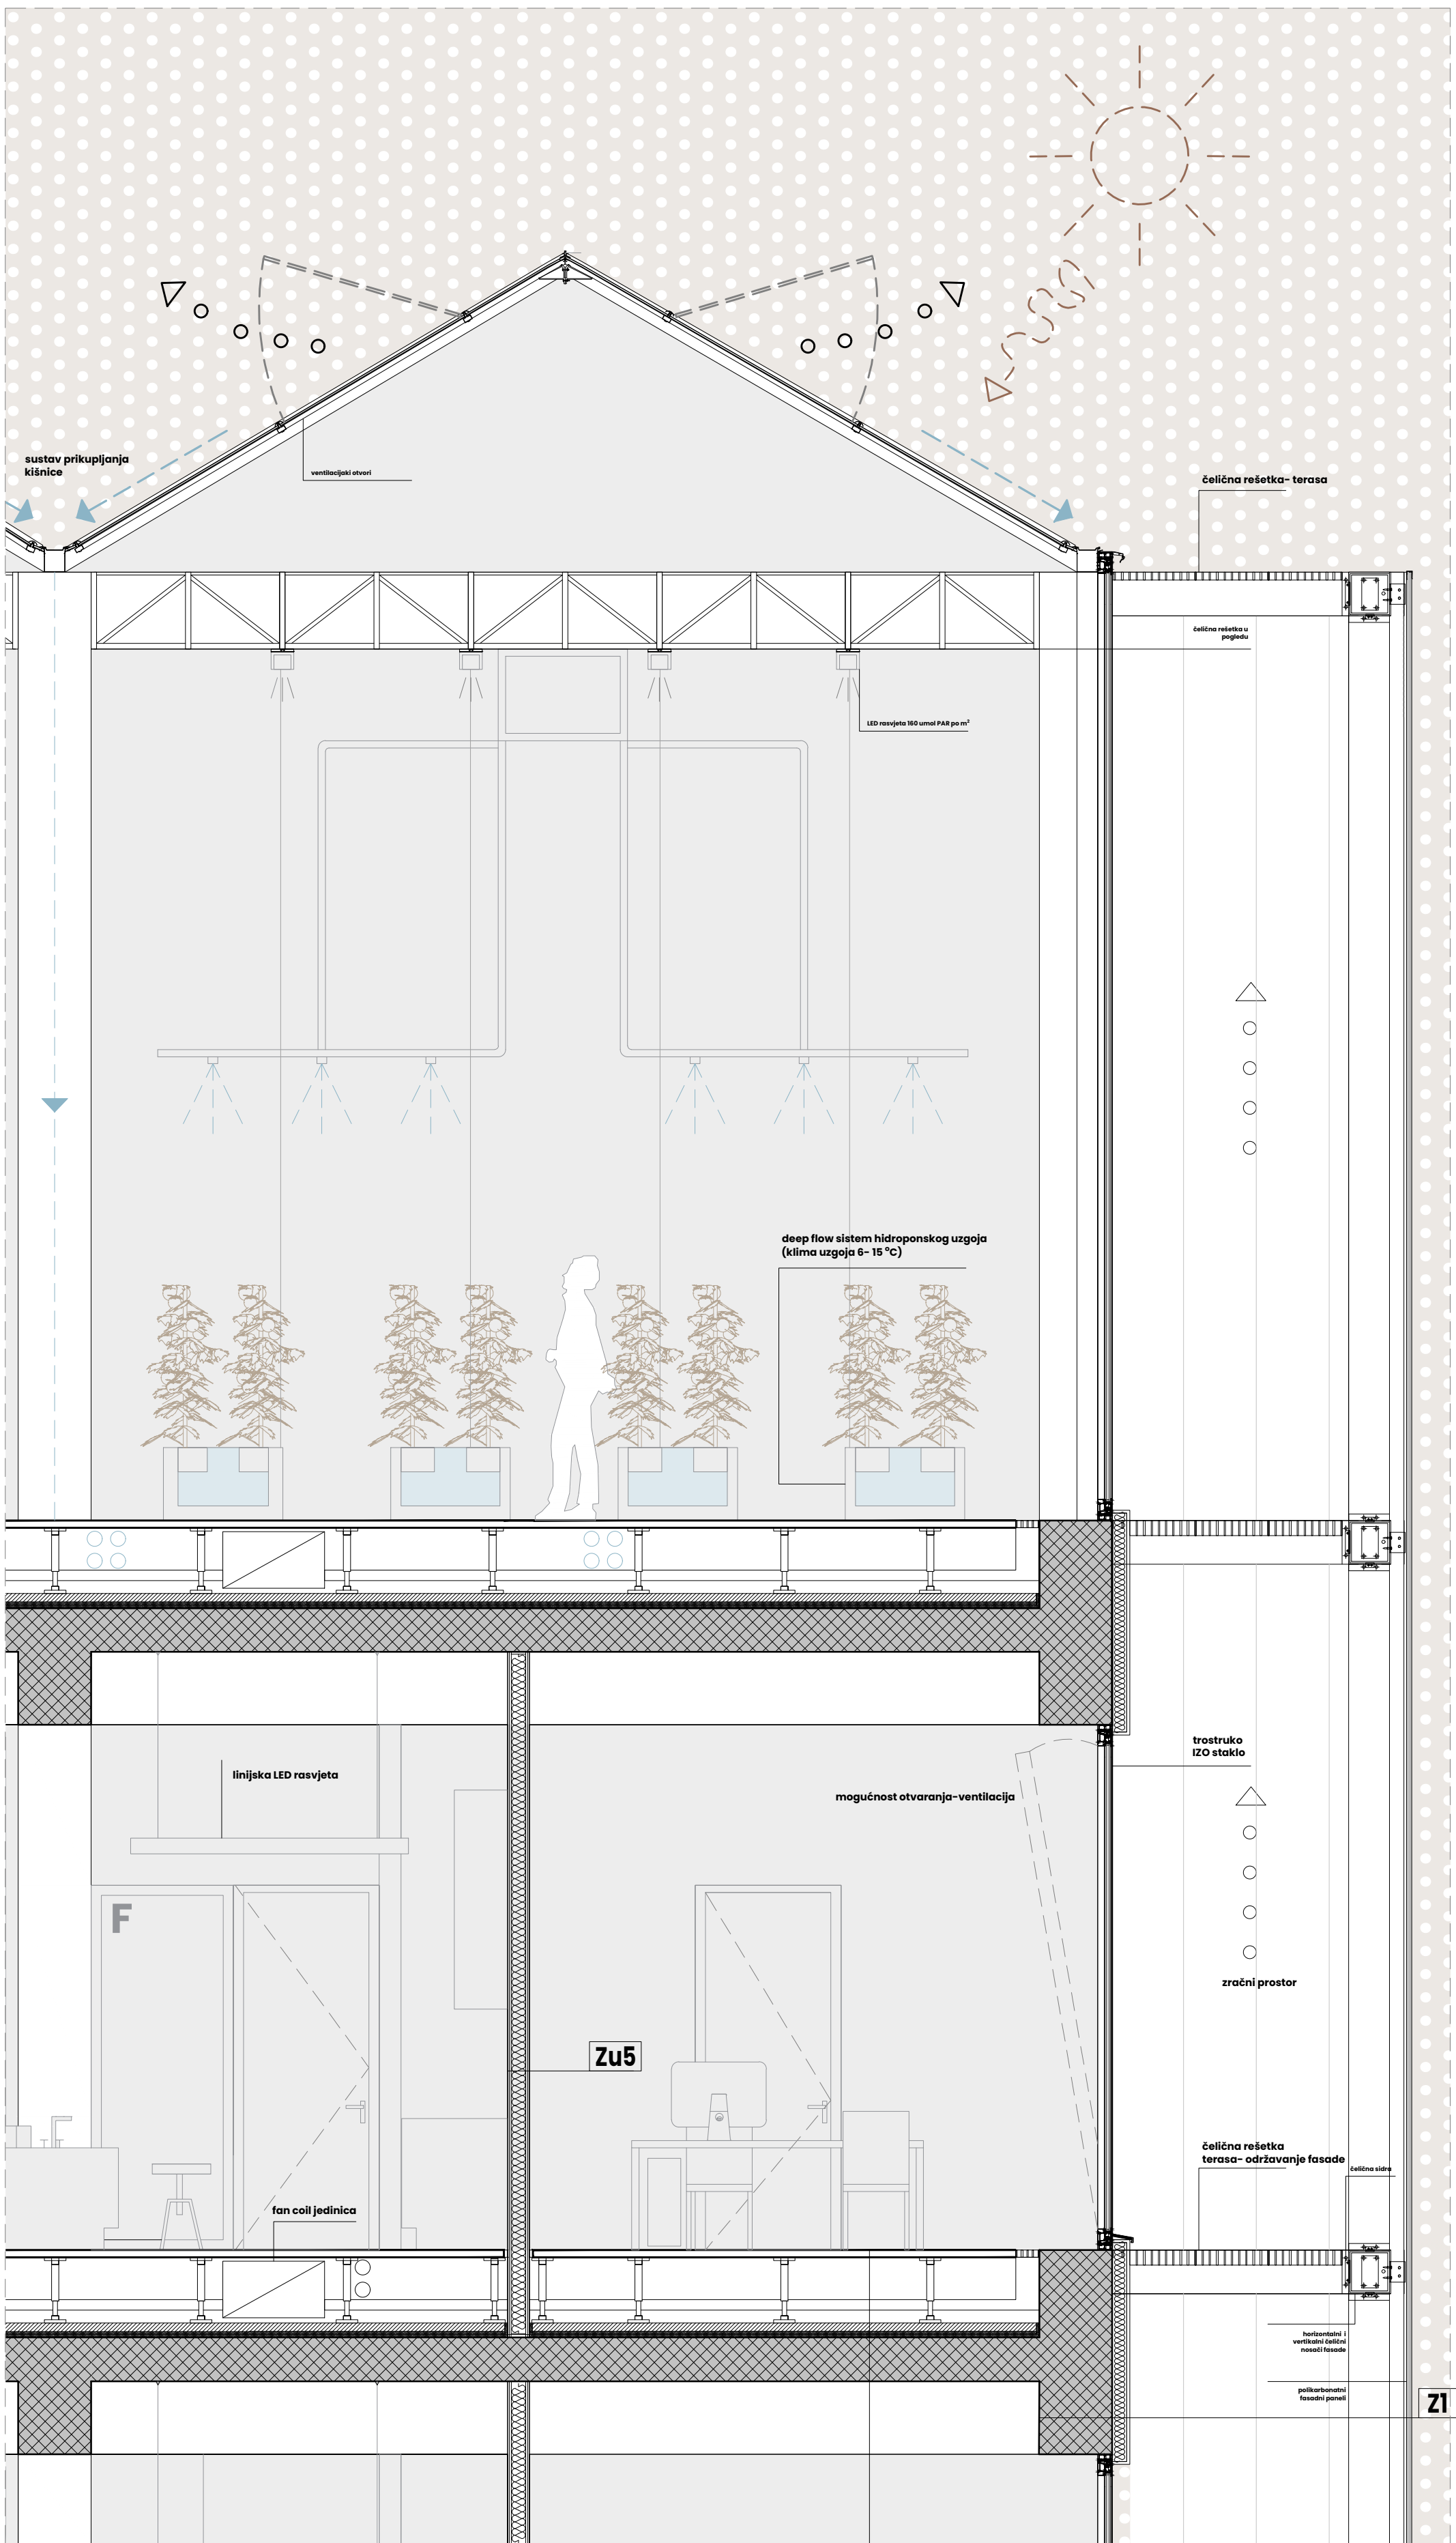 sustav prikupljanja
kišnice
ventilacijaki otvori
čelična rešetka- terasa
čelična rešetka u
pogledu
LED rasvjeta 160 umol PAR po m²
deep flow sistem hidroponskog uzgoja
(klima uzgoja 6- 15 °C)
trostruko
IZO staklo
linijska LED rasvjeta
mogućnost otvaranja-ventilacija
F
zračni prostor
Zu5
čelična rešetka
terasa- održavanje fasade
čelična sidra
fan coil jedinica
horizontalni i
vertikalni čelični
nosači fasade
polikarbonatni
fasadni paneli
Z1